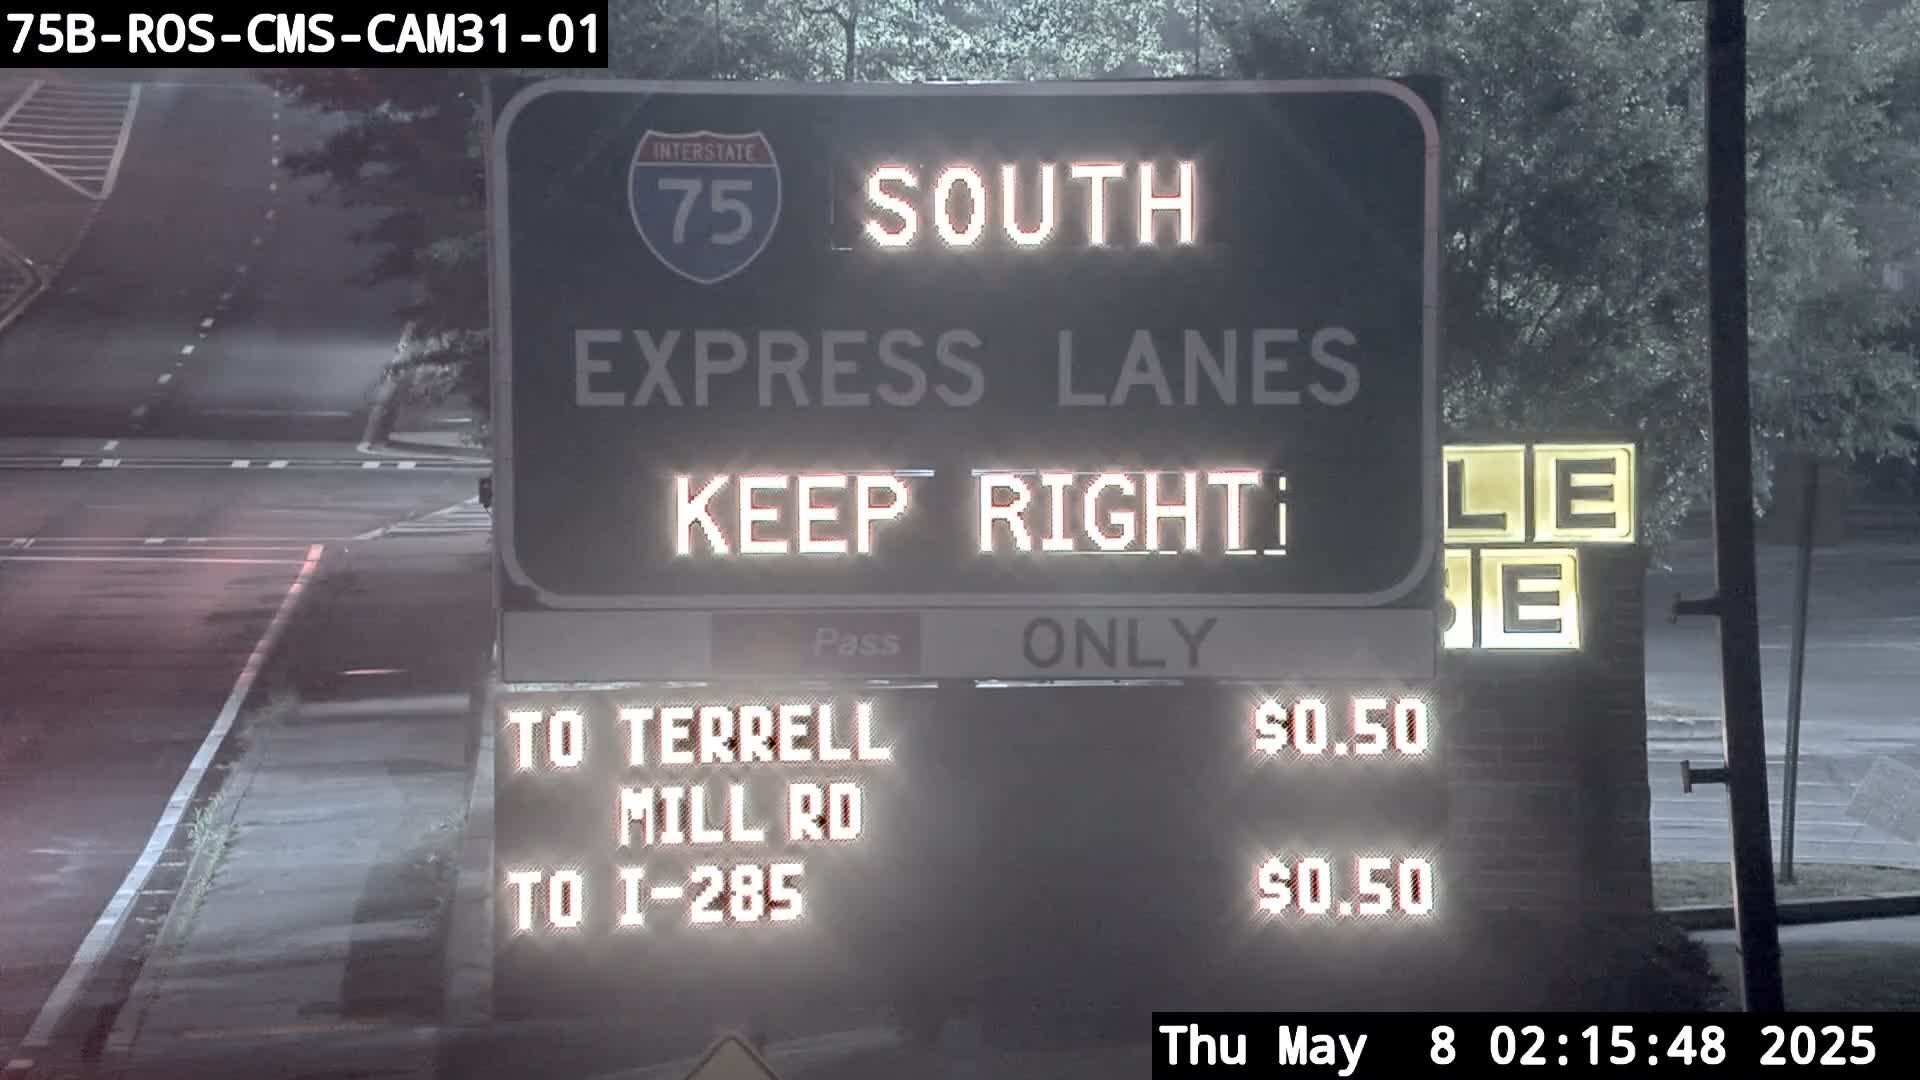 75B-ROS-CMS-CAM31-01
INTERSTATE
75
SOUTH
EXPRESS LANES
KEEP RIGHT
Pass ONLY
TO TERRELL $0.50
MILL RD
TO I-285 $0.50
LE
E
Thu May 8 02:15:48 2025